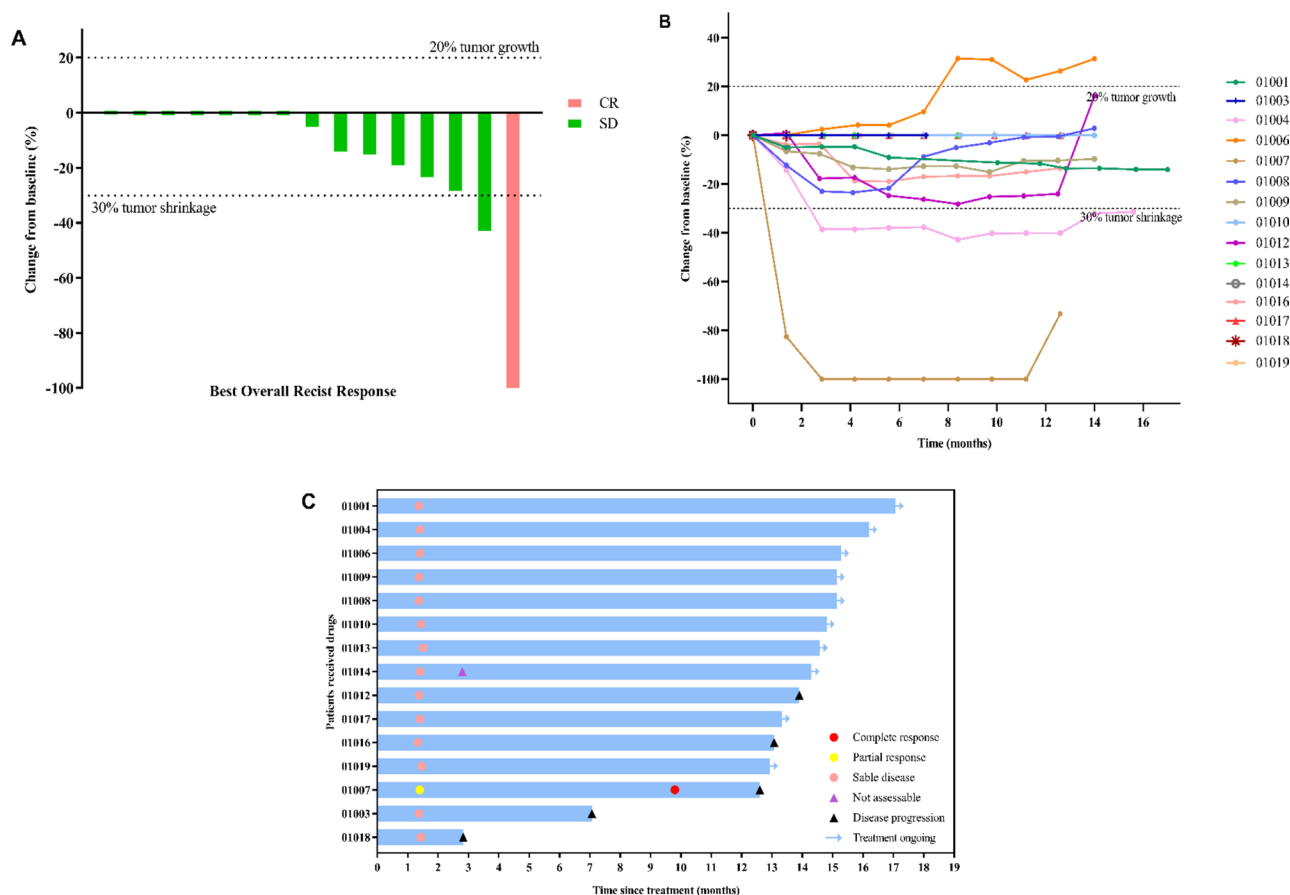 A
20% tumor growth
20
0
-20
-40
-60
-80
-100
Change from baseline (%)
30% tumor shrinkage
Best Overall Recist Response
CR
SD
B
40
20
0
-20
-40
-60
-80
-100
Change from baseline (%)
20% tumor growth
30% tumor shrinkage
0 2 4 6 8 10 12 14 16
Time (months)
01001
01003
01004
01006
01007
01008
01009
01010
01012
01013
01014
01016
01017
01018
01019
C
Patients received drugs
01001
01004
01006
01009
01008
01010
01013
01014
01012
01017
01016
01019
01007
01003
01018
Complete response
Partial response
Sable disease
Not assessable
Disease progression
Treatment ongoing
0 1 2 3 4 5 6 7 8 9 10 11 12 13 14 15 16 17 18 19
Time since treatment (months)